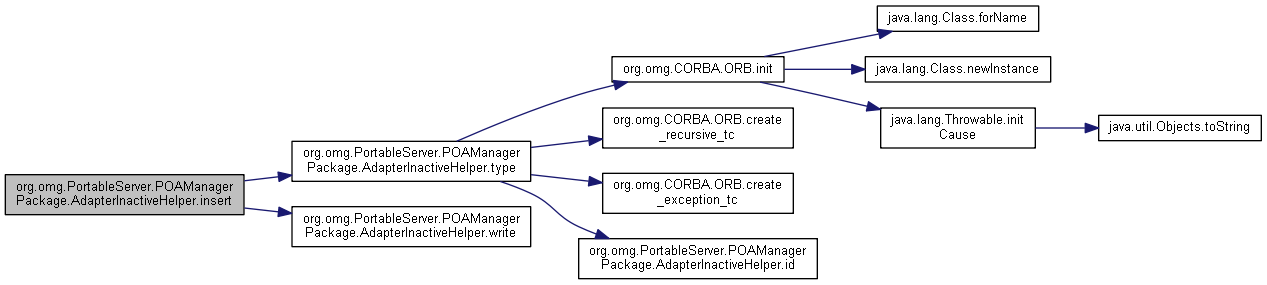 org.omg.PortableServer.POAManager
Package.AdapterInactiveHelper.insert
org.omg.PortableServer.POAManager
Package.AdapterInactiveHelper.type
org.omg.PortableServer.POAManager
Package.AdapterInactiveHelper.write
org.omg.CORBA.ORB.init
org.omg.CORBA.ORB.create
_recursive_tc
org.omg.CORBA.ORB.create
_exception_tc
org.omg.PortableServer.POAManager
Package.AdapterInactiveHelper.id
java.lang.Class.forName
java.lang.Class.newInstance
java.lang.Throwable.init
Cause
java.util.Objects.toString